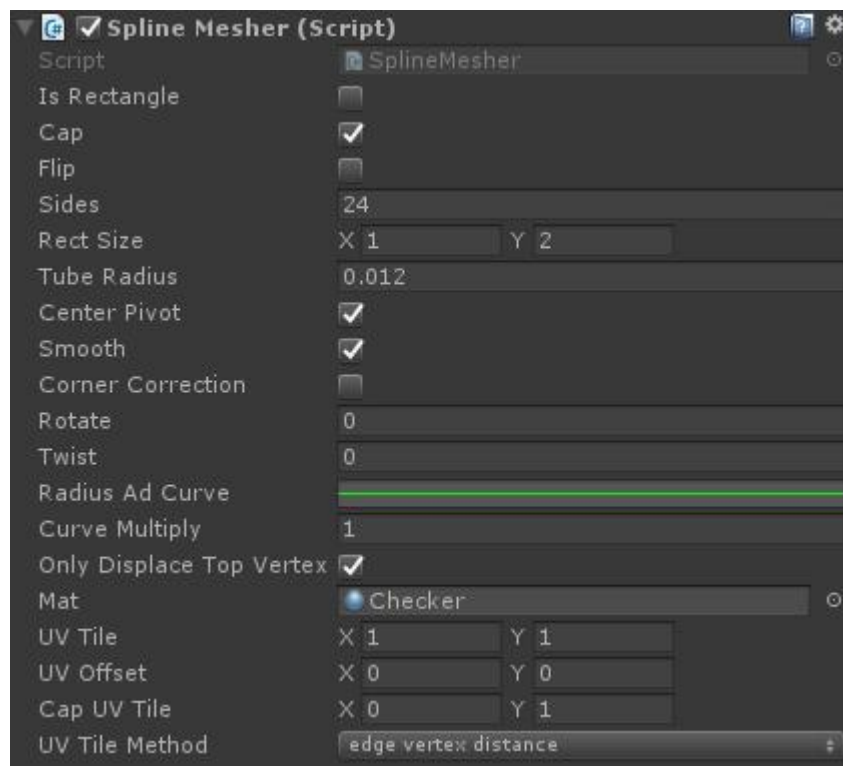 Spline Mesher (Script)
Script SplineMesher
Is Rectangle
Cap
Flip
Sides 24
Rect Size X 1 Y 2
Tube Radius 0.012
Center Pivot
Smooth
Corner Correction
Rotate 0
Twist 0
Radius Ad Curve
Curve Multiply 1
Only Displace Top Vertex
Mat Checker
UV Tile X 1 Y 1
UV Offset X 0 Y 0
Cap UV Tile X 0 Y 1
UV Tile Method edge vertex distance